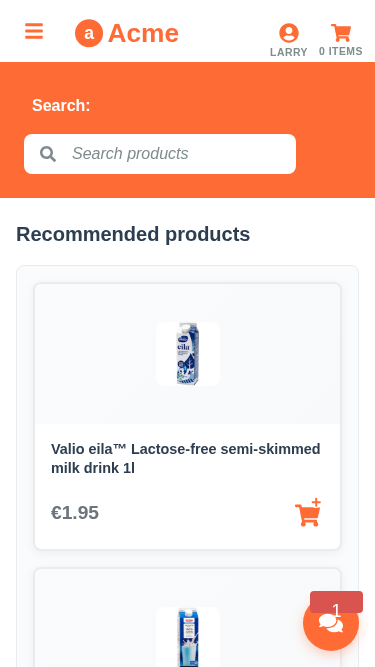 a Acme
LARRY
0 ITEMS
Search:
Search products
Recommended products
eila
Valio eila™ Lactose-free semi-skimmed
milk drink 1l
€1.95
1